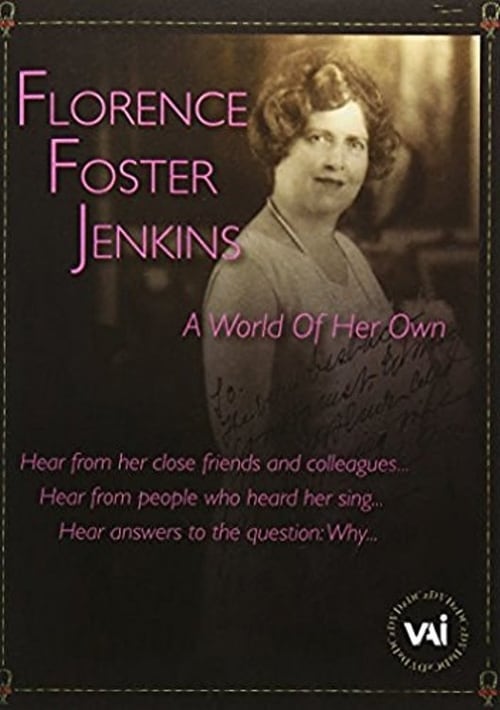 FLORENCE
FOSTER
JENKINS
A World Of Her Own
To:
Hear from her close friends and colleagues...
Hear from people who heard her sing...
Hear answers to the question: Why...
VAI